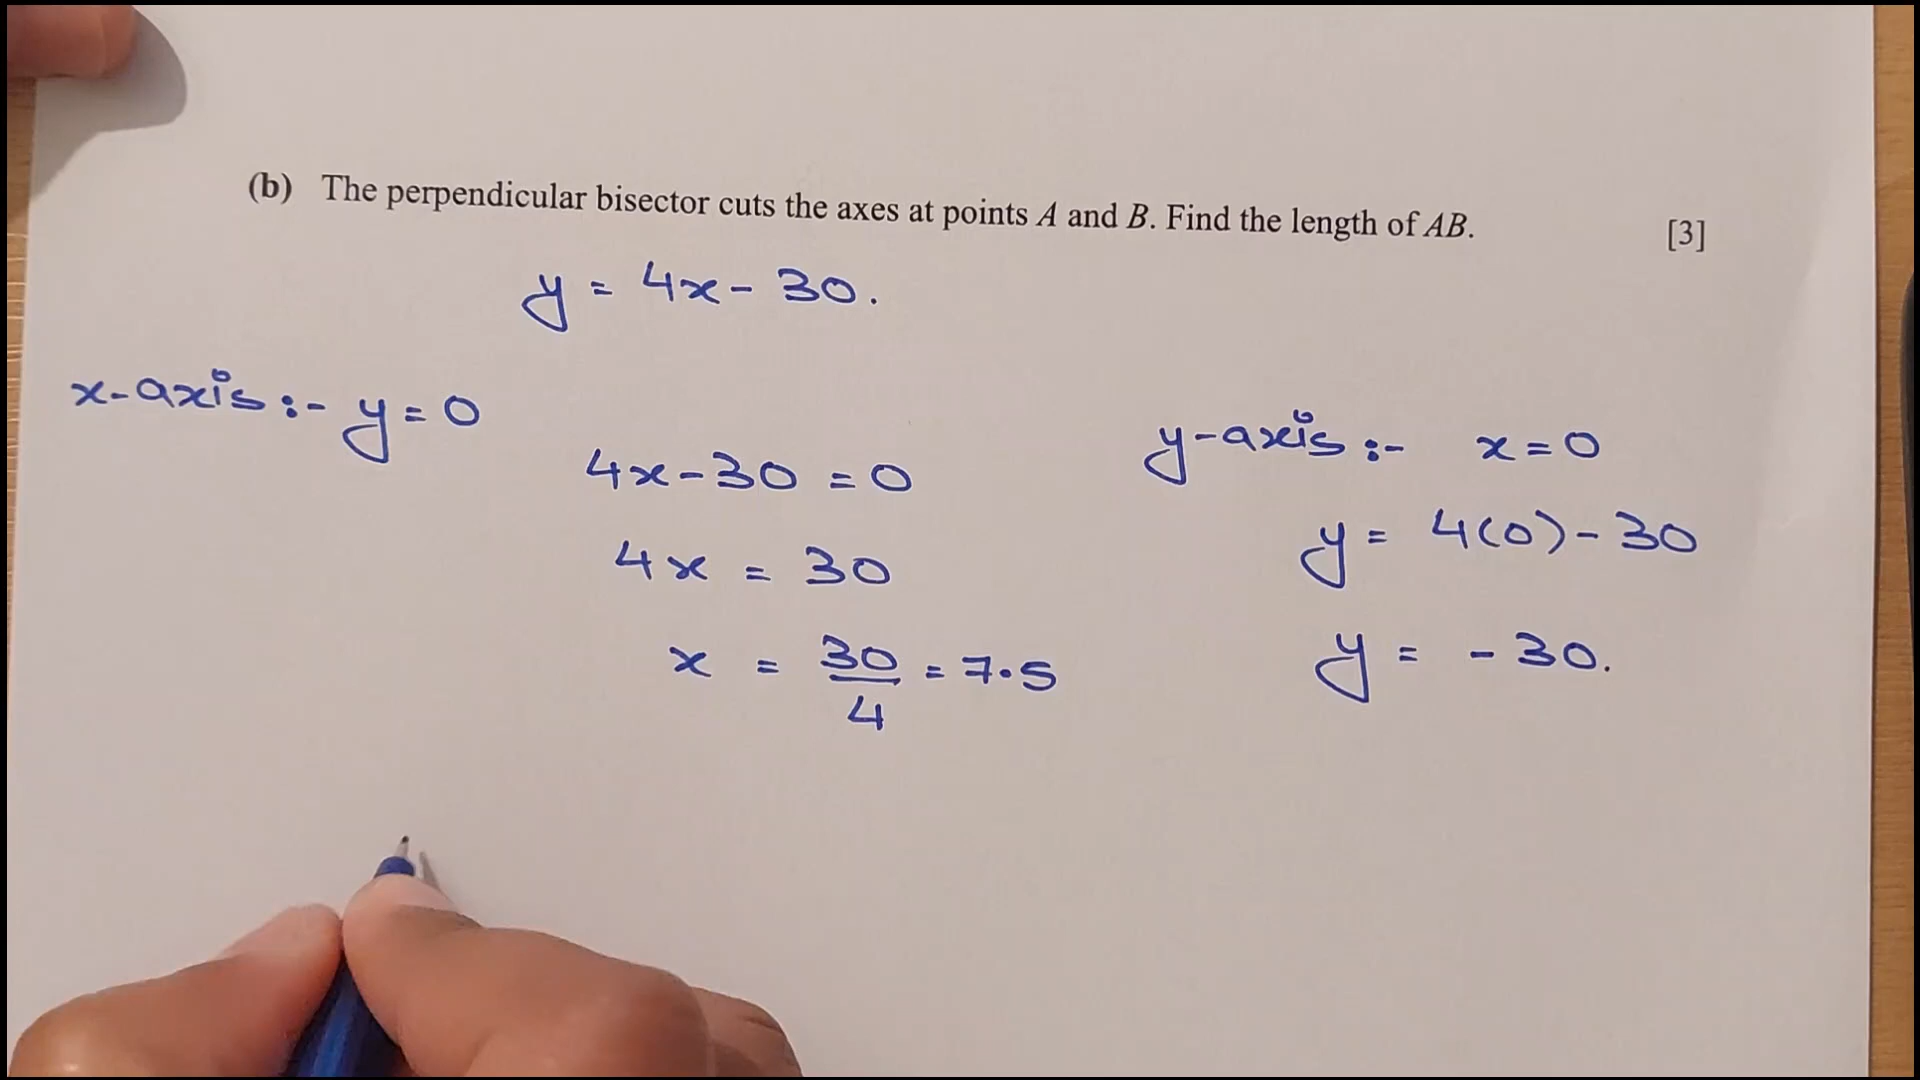 (b) The perpendicular bisector cuts the axes at points A and B. Find the length of AB. [3]
y = 4x - 30.
x-axis:- y = 0
4x - 30 = 0
4x = 30
x = 30/4 = 7.5
y-axis:- x = 0
y = 4(0) - 30
y = - 30.